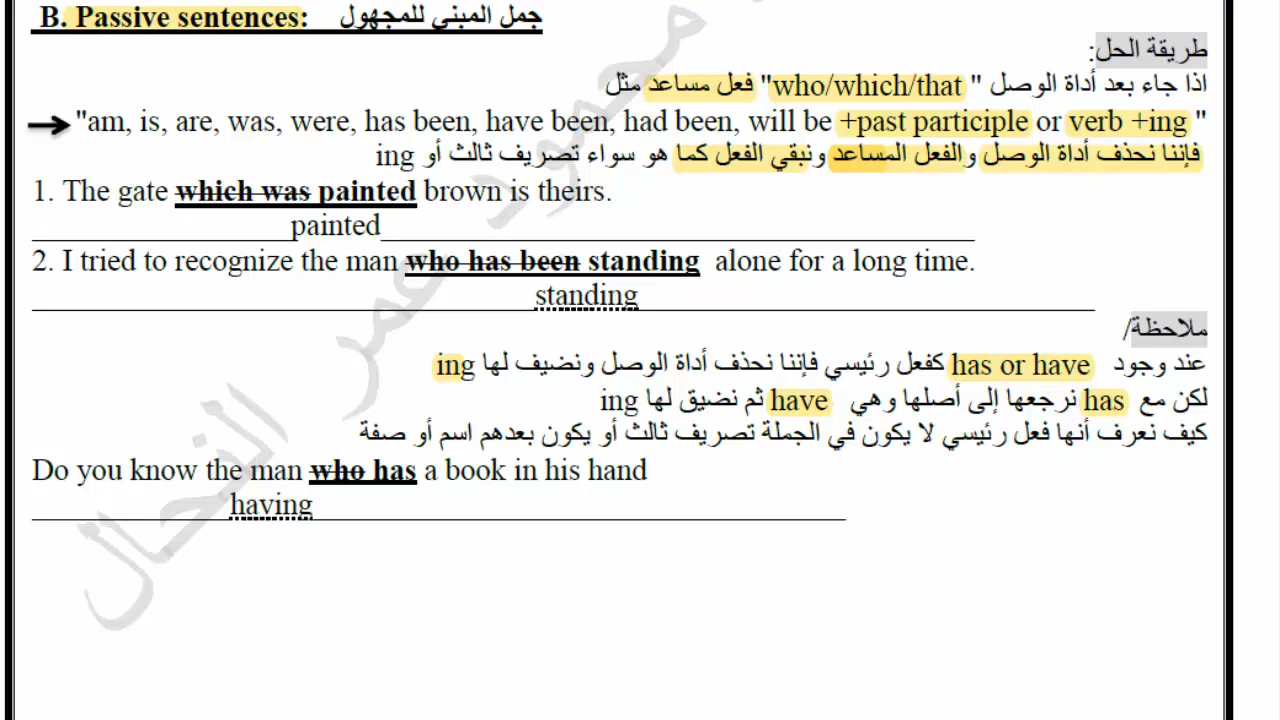 B. Passive sentences: جمل المبني للمجهول
طريقة الحل:
اذا جاء بعد أداة الوصل " who/which/that" فعل مساعد مثل
"am, is, are, was, were, has been, have been, had been, will be +past participle or verb +ing "
فإننا نحذف أداة الوصل والفعل المساعد ونبقي الفعل كما هو سواء تصريف ثالث أو ing
1. The gate which was painted brown is theirs.
painted
2. I tried to recognize the man who has been standing alone for a long time.
standing
ملاحظة/
عند وجود has or have كفعل رئيسي فإننا نحذف أداة الوصل ونضيف لها ing
لكن مع has نرجعها إلى أصلها وهي have ثم نضيق لها ing
كيف نعرف أنها فعل رئيسي لا يكون في الجملة تصريف ثالث أو يكون بعدهم اسم أو صفة
Do you know the man who has a book in his hand
having
محمود عمر النحال